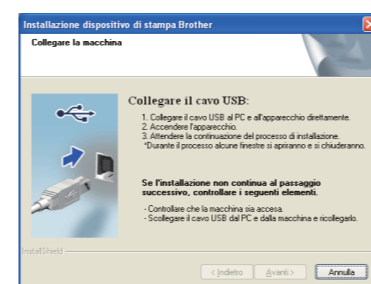 Installazione dispositivo di stampa Brother
Collegare la macchina
Collegare il cavo USB:
1. Collegare il cavo USB al PC e all'apparecchio direttamente.
2. Accendere l'apparecchio.
3. Attendere la continuazione del processo di installazione.
*Durante il processo alcune finestre si apriranno e si chiuderanno.
Se l'installazione non continua al passaggio
successivo, controllare i seguenti elementi.
- Controllare che la macchina sia accesa.
- Scollegare il cavo USB dal PC e dalla macchina e ricollegarlo.
InstallShield
< Indietro
Avanti >
Annulla